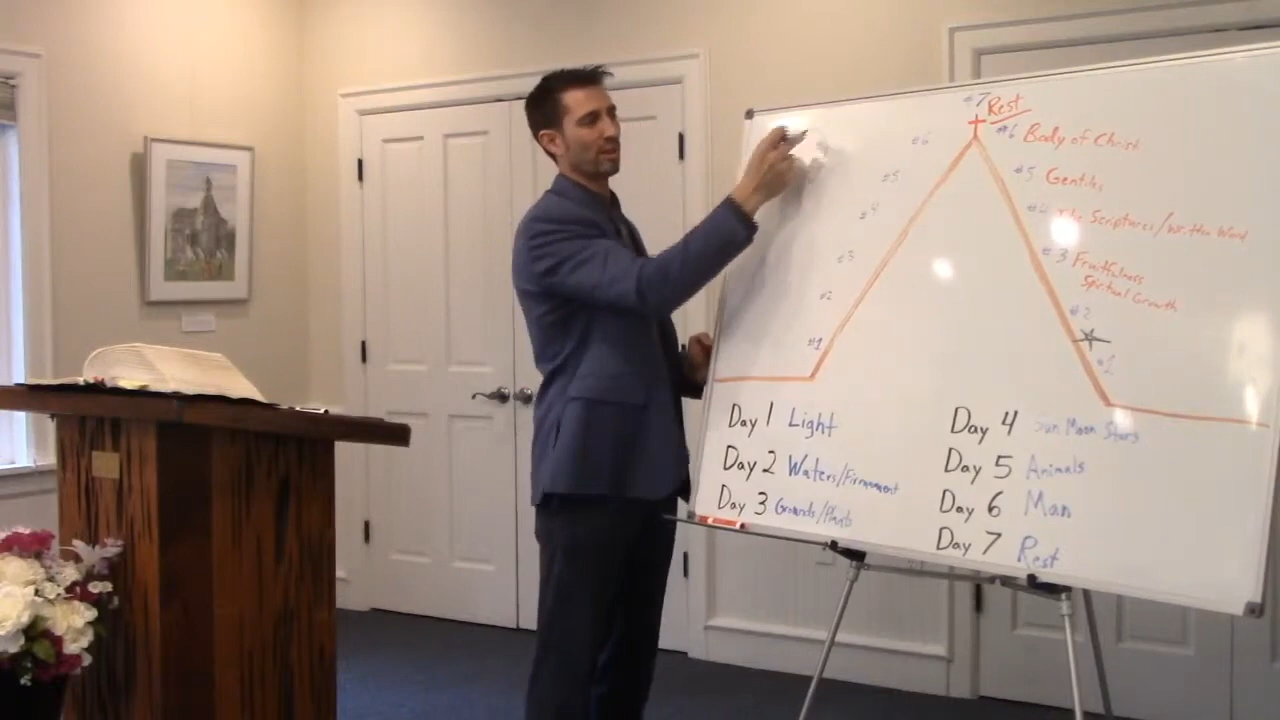 #7 Rest
#6
#6 Body of Christ
#5
#5 Gentiles
#4
#4 The Scriptures/Written Word
#3
#3 Fruitfulness
Spiritual Growth
#2
#2
#1
#1
Day 1 Light
Day 2 Waters/Firmament
Day 3 Grounds/Plants
Day 4 Sun Moon Stars
Day 5 Animals
Day 6 Man
Day 7 Rest